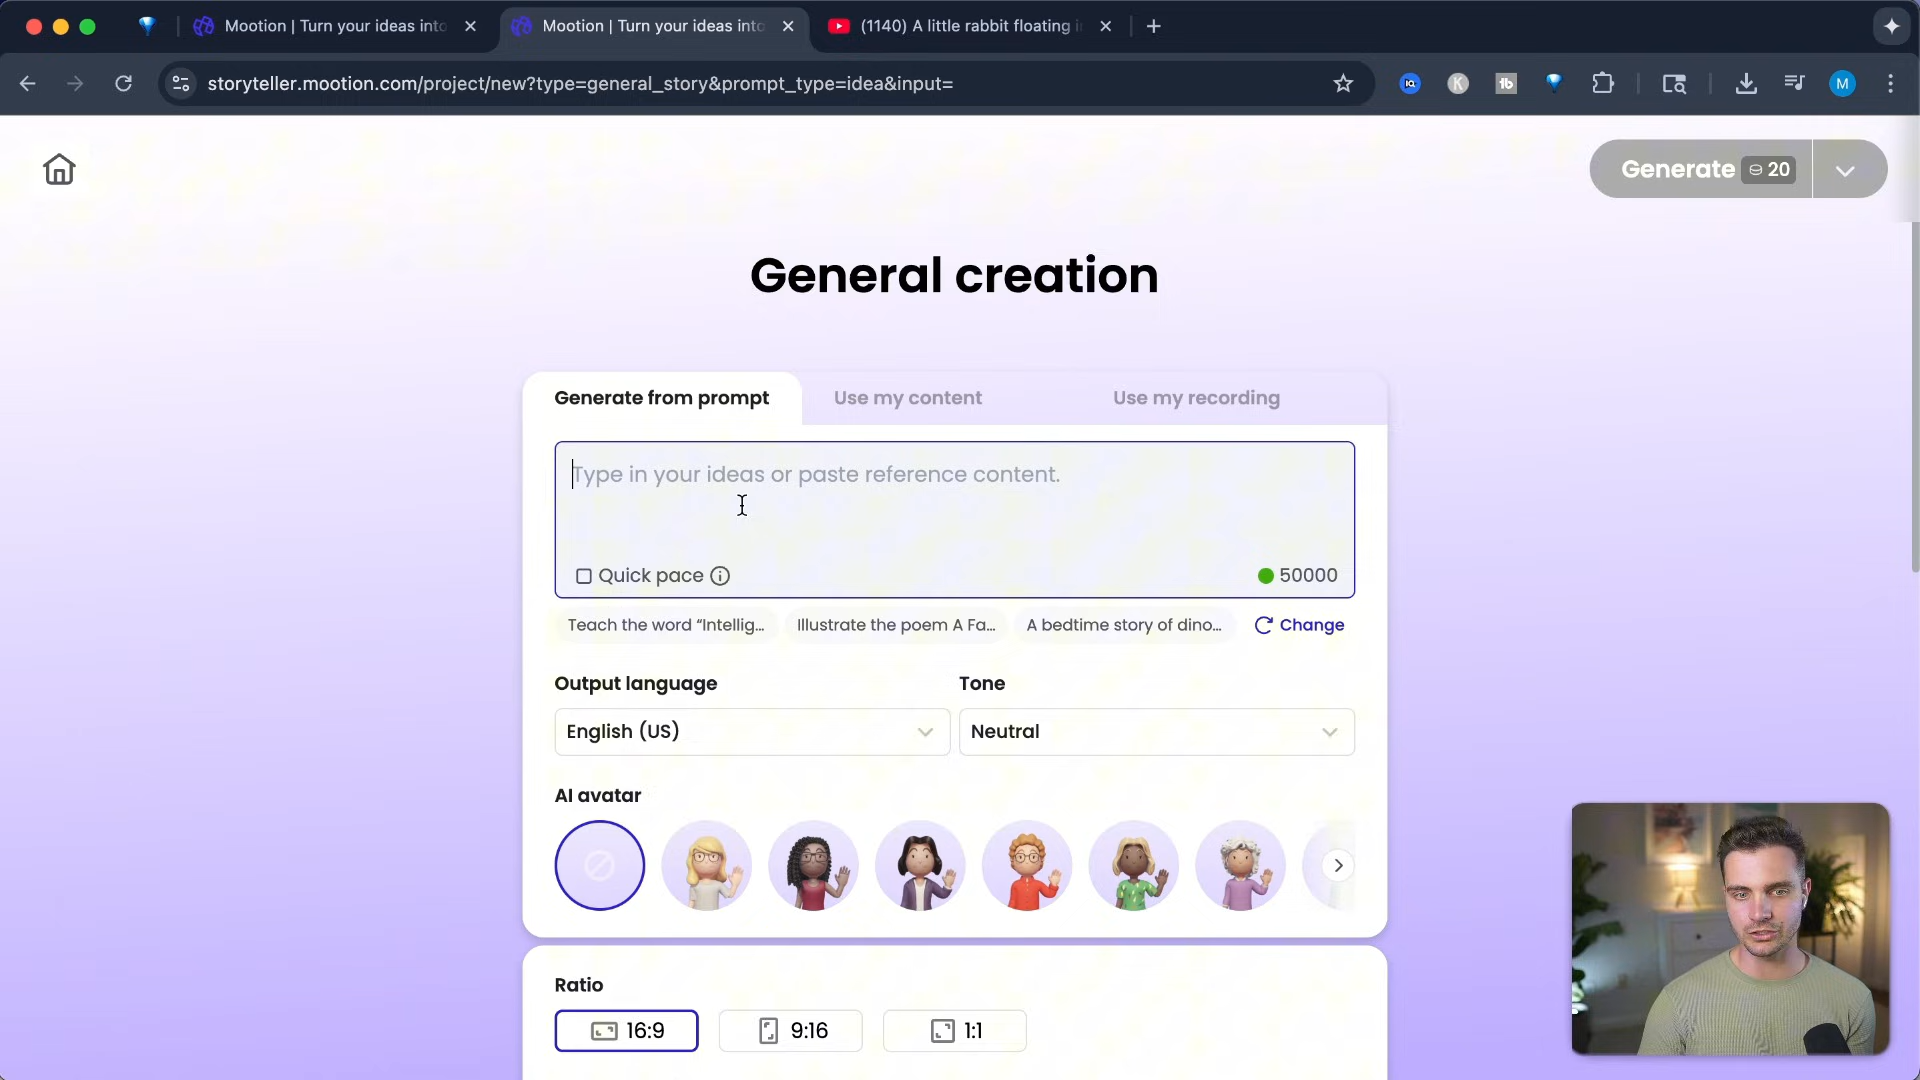 Mootion | Turn your ideas into
Mootion | Turn your ideas into
(1140) A little rabbit floating i
storyteller.mootion.com/project/new?type=general_story&prompt_type=idea&input=
IQ
K
tb
M
Generate 20
General creation
Generate from prompt
Use my content
Use my recording
Type in your ideas or paste reference content.
Quick pace
50000
Teach the word “Intellig...
Illustrate the poem A Fa...
A bedtime story of dino...
Change
Output language
Tone
English (US)
Neutral
AI avatar
Ratio
16:9
9:16
1:1